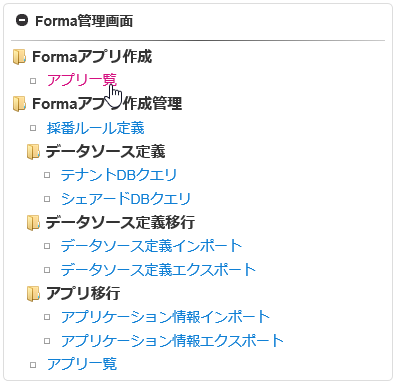 Forma管理画面
Formaアプリ作成
アプリ一覧
Formaアプリ作成管理
採番ルール定義
データソース定義
テナントDBクエリ
シェアードDBクエリ
データソース定義移行
データソース定義インポート
データソース定義エクスポート
アプリ移行
アプリケーション情報インポート
アプリケーション情報エクスポート
アプリ一覧